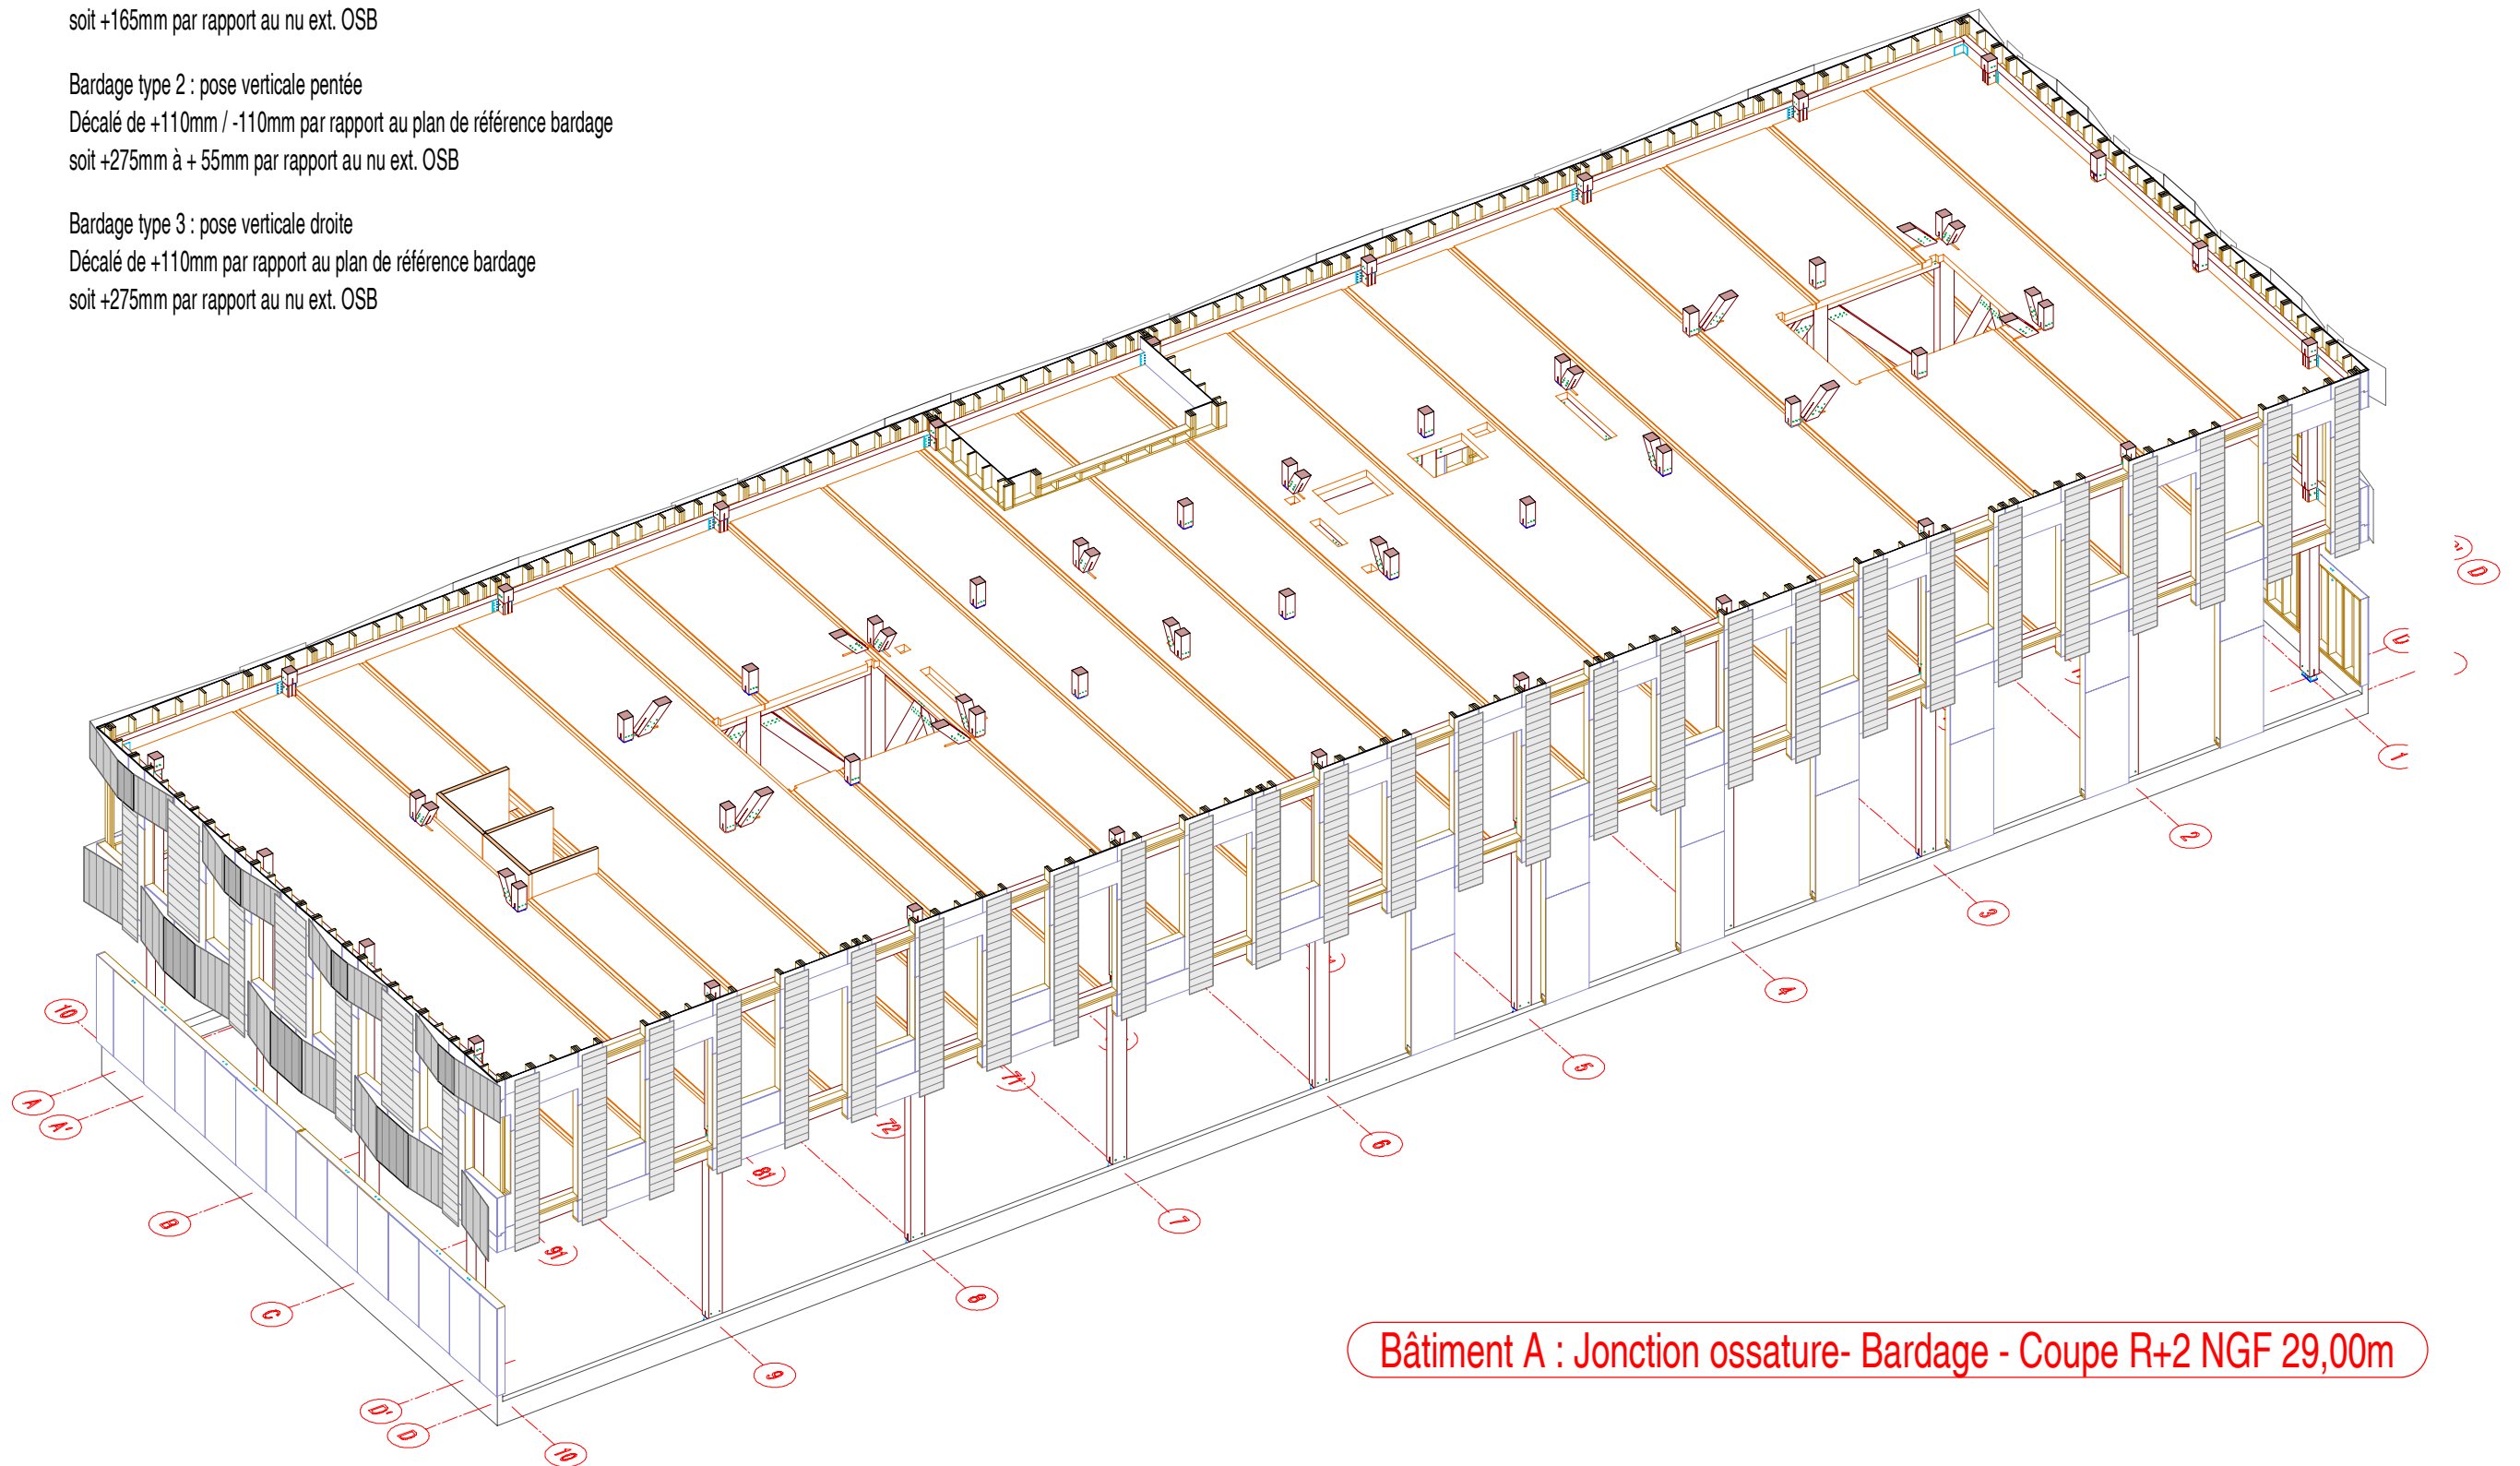 soit +165mm par rapport au nu ext. OSB
Bardage type 2 : pose verticale pentée
Décalé de +110mm / -110mm par rapport au plan de référence bardage
soit +275mm à + 55mm par rapport au nu ext. OSB
Bardage type 3 : pose verticale droite
Décalé de +110mm par rapport au plan de référence bardage
soit +275mm par rapport au nu ext. OSB
D
D'
1
2
3
4
5
6
7
8
9
10
71
72
81
91
10
A
A'
B
C
D'
D
Bâtiment A : Jonction ossature- Bardage - Coupe R+2 NGF 29,00m